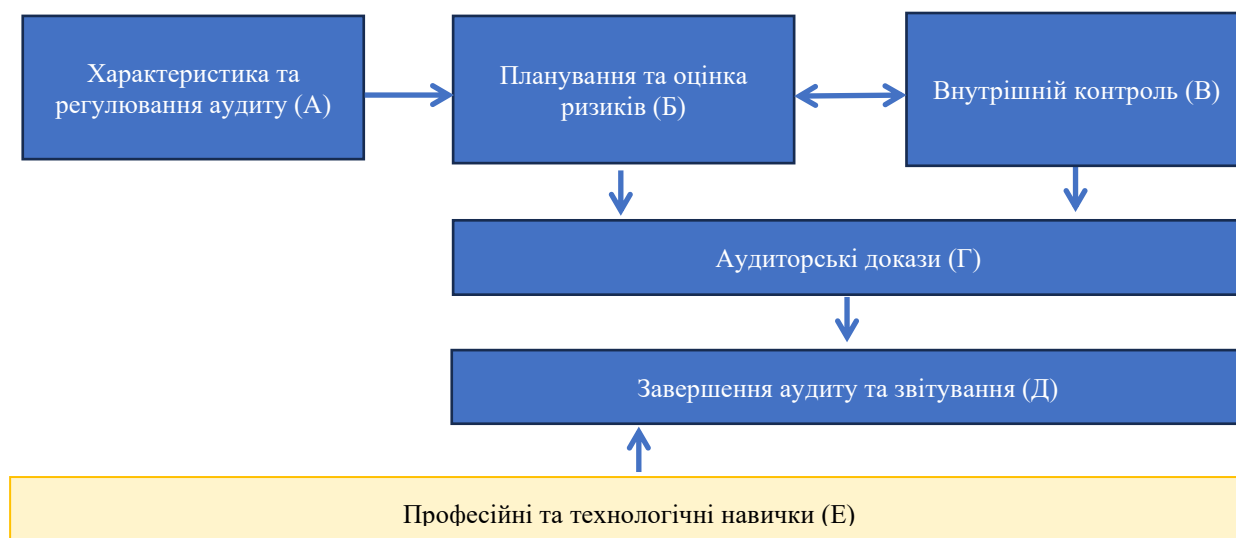 Характеристика та
регулювання аудиту (А)
Планування та оцінка
ризиків (Б)
Внутрішній контроль (В)
Аудиторські докази (Г)
Завершення аудиту та звітування (Д)
Професійні та технологічні навички (Е)